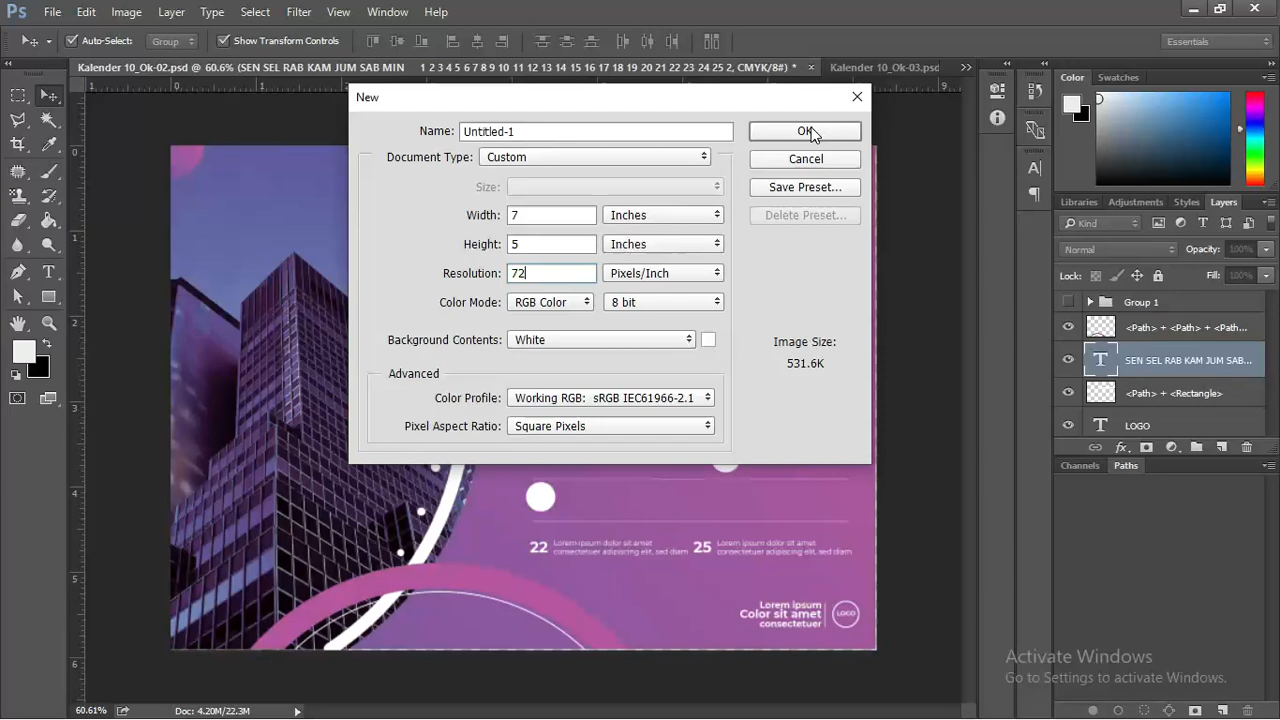 Ps File Edit Image Layer Type Select Filter View Window Help
Auto-Select: Group Show Transform Controls Essentials
Kalender 10_Ok-02.psd @ 60.6% (SEN SEL RAB KAM JUM SAB MIN 1 2 3 4 5 6 7 8 9 10 11 12 13 14 15 16 17 18 19 20 21 22 23 24 25 2, CMYK/8#) * × Kalender 10_Ok-03.psd
New
Name: Untitled-1 OK
Document Type: Custom Cancel
Size: Save Preset...
Width: 7 Inches Delete Preset...
Height: 5 Inches
Resolution: 72 Pixels/Inch
Color Mode: RGB Color 8 bit
Background Contents: White
Image Size:
531.6K
Advanced
Color Profile: Working RGB: sRGB IEC61966-2.1
Pixel Aspect Ratio: Square Pixels
Color Swatches
Libraries Adjustments Styles Layers
Kind
Normal Opacity: 100%
Lock: Fill: 100%
Group 1
<Path> + <Path> + <Path...
T SEN SEL RAB KAM JUM SAB...
<Path> + <Rectangle>
T LOGO
Channels Paths
22 Lorem ipsum dolor sit amet, consectetuer adipiscing elit, sed diam
25 Lorem ipsum dolor sit amet, consectetuer adipiscing elit, sed diam
Lorem ipsum
Color sit amet
consectetuer
LOGO
Activate Windows
Go to Settings to activate Windows.
60.61% Doc: 4.20M/22.3M